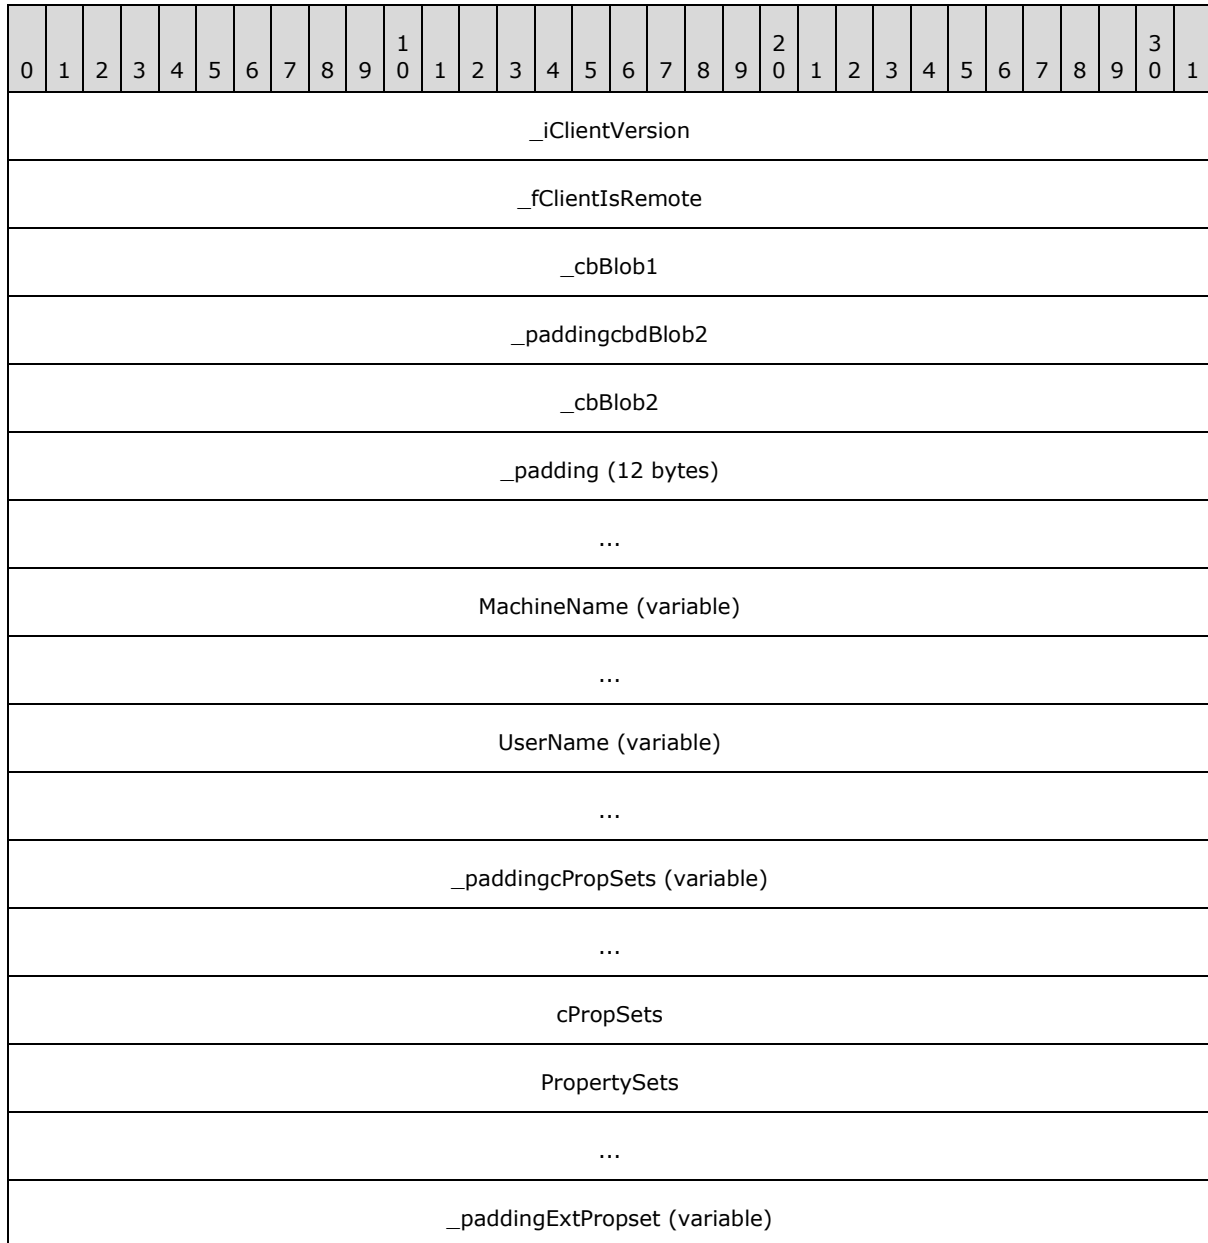 1 2 3
0 1 2 3 4 5 6 7 8 9 0 1 2 3 4 5 6 7 8 9 0 1 2 3 4 5 6 7 8 9 0 1
_iClientVersion
_fClientIsRemote
_cbBlob1
_paddingcbdBlob2
_cbBlob2
_padding (12 bytes)
...
MachineName (variable)
...
UserName (variable)
...
_paddingcPropSets (variable)
...
cPropSets
PropertySets
...
_paddingExtPropset (variable)